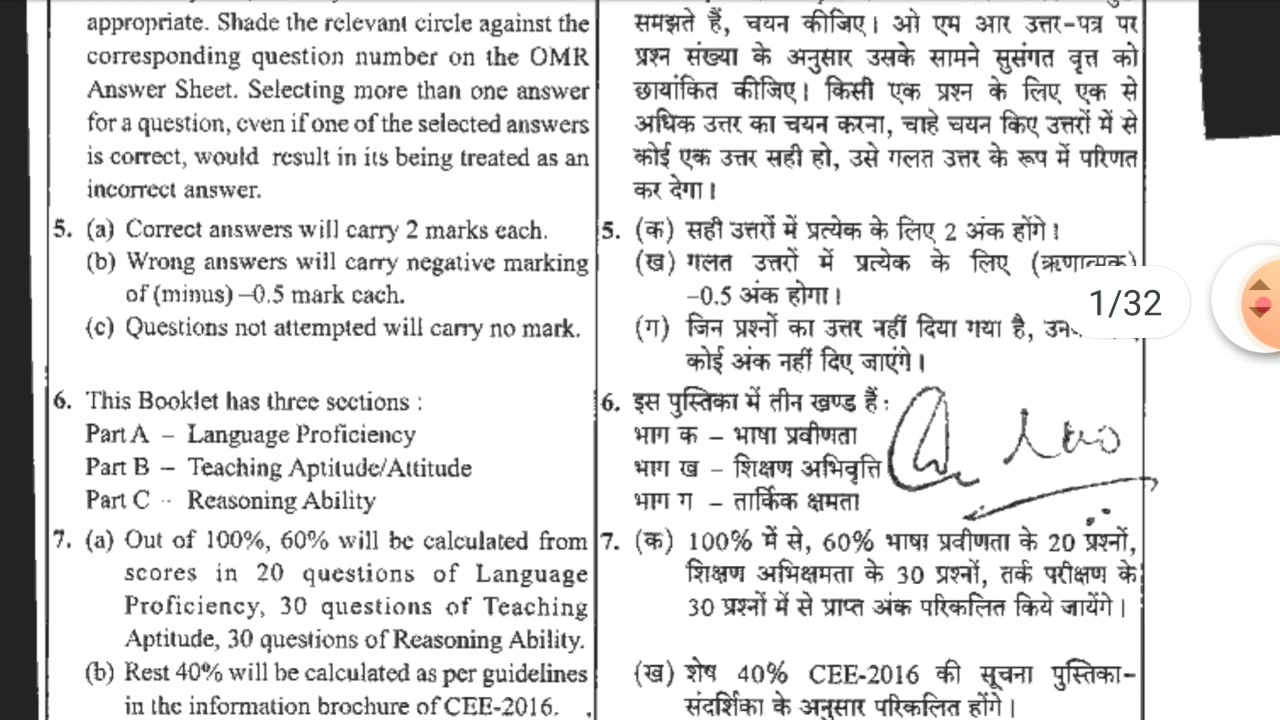 appropriate. Shade the relevant circle against the
corresponding question number on the OMR
Answer Sheet. Selecting more than one answer
for a question, even if one of the selected answers
is correct, would result in its being treated as an
incorrect answer.
5. (a) Correct answers will carry 2 marks each.
(b) Wrong answers will carry negative marking
of (minus) –0.5 mark each.
(c) Questions not attempted will carry no mark.
6. This Booklet has three sections :
Part A – Language Proficiency
Part B – Teaching Aptitude/Attitude
Part C – Reasoning Ability
7. (a) Out of 100%, 60% will be calculated from
scores in 20 questions of Language
Proficiency, 30 questions of Teaching
Aptitude, 30 questions of Reasoning Ability.
(b) Rest 40% will be calculated as per guidelines
in the information brochure of CEE-2016.
समझते हैं, चयन कीजिए। ओ एम आर उत्तर-पत्र पर
प्रश्न संख्या के अनुसार उसके सामने सुसंगत वृत्त को
छायांकित कीजिए। किसी एक प्रश्न के लिए एक से
अधिक उत्तर का चयन करना, चाहे चयन किए उत्तरों में से
कोई एक उत्तर सही हो, उसे गलत उत्तर के रूप में परिणत
कर देगा।
5. (क) सही उत्तरों में प्रत्येक के लिए 2 अंक होंगे।
(ख) गलत उत्तरों में प्रत्येक के लिए (ऋणात्मक)
–0.5 अंक होगा।
(ग) जिन प्रश्नों का उत्तर नहीं दिया गया है,
कोई अंक नहीं दिए जाएंगे।
6. इस पुस्तिका में तीन खण्ड हैं :
भाग क – भाषा प्रवीणता
भाग ख – शिक्षण अभिवृत्ति
भाग ग – तार्किक क्षमता
7. (क) 100% में से, 60% भाषा प्रवीणता के 20 प्रश्नों,
शिक्षण अभिक्षमता के 30 प्रश्नों, तर्क परीक्षण के
30 प्रश्नों में से प्राप्त अंक परिकलित किये जायेंगे।
(ख) शेष 40% CEE-2016 की सूचना पुस्तिका-
संदर्शिका के अनुसार परिकलित होंगे।
1/32